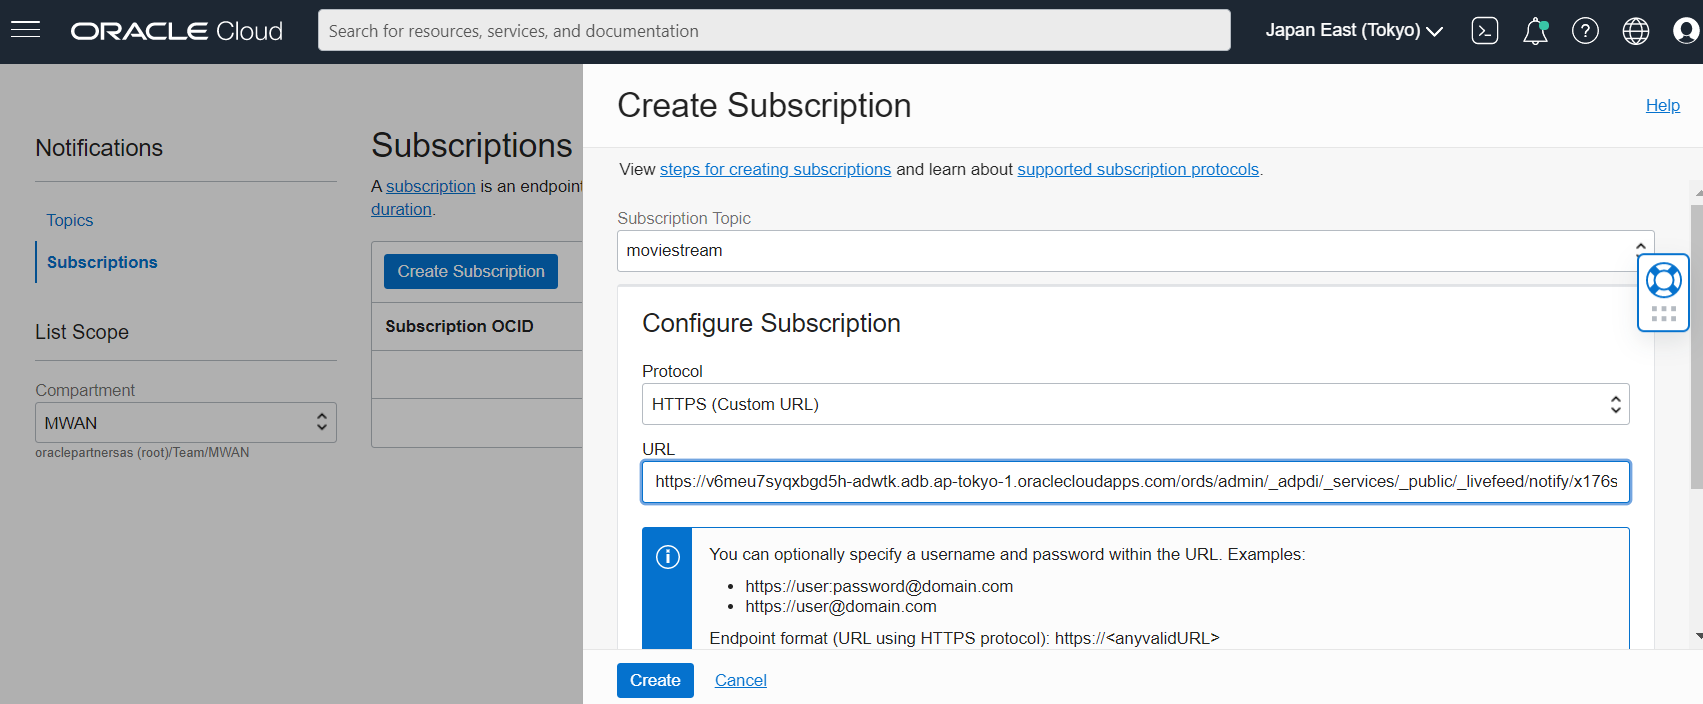 ORACLE Cloud
Search for resources, services, and documentation
Japan East (Tokyo)
Notifications
Topics
Subscriptions
List Scope
Compartment
MWAN
oraclepartnersas (root)/Team/MWAN
Subscriptions
A subscription is an endpoint
duration.
Create Subscription
Subscription OCID
Create Subscription
Help
View steps for creating subscriptions and learn about supported subscription protocols.
Subscription Topic
moviestream
Configure Subscription
Protocol
HTTPS (Custom URL)
URL
https://v6meu7syqxbgd5h-adwtk.adb.ap-tokyo-1.oraclecloudapps.com/ords/admin/_adpdi/_services/_public/_livefeed/notify/x176s
You can optionally specify a username and password within the URL. Examples:
• https://user:password@domain.com
• https://user@domain.com
Endpoint format (URL using HTTPS protocol): https://<anyvalidURL>
Create
Cancel